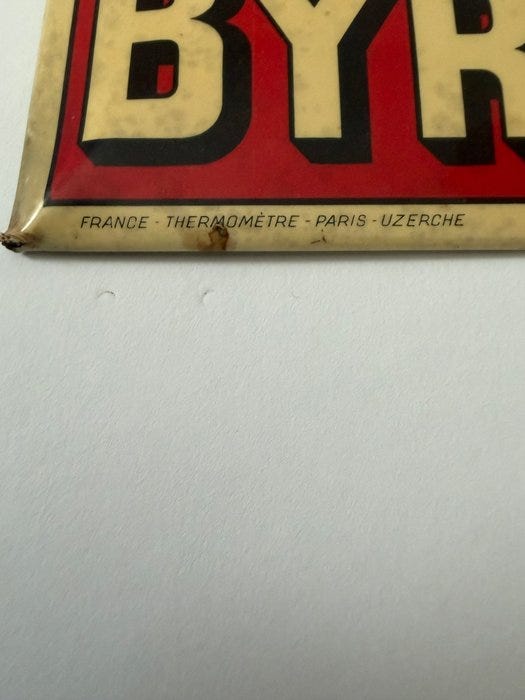 BYR
FRANCE - THERMOMÈTRE - PARIS - UZERCHE